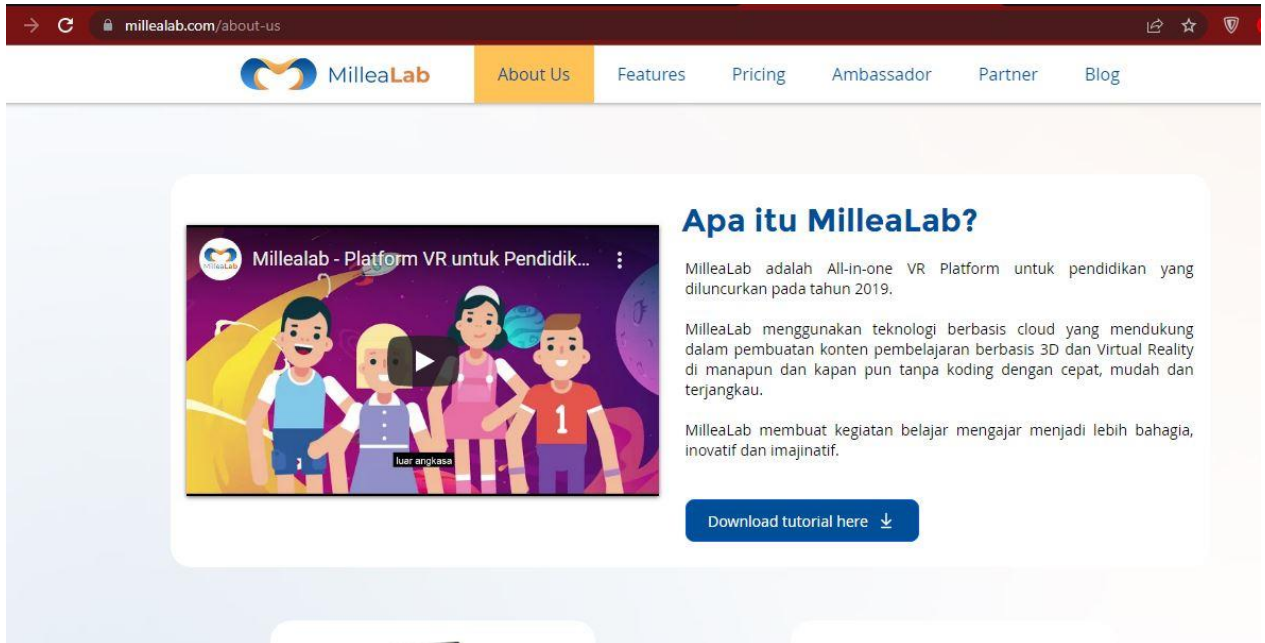 millealab.com/about-us
MilleaLab
About Us
Features
Pricing
Ambassador
Partner
Blog
MilleaLab
Millealab - Platform VR untuk Pendidik...
1
luar angkasa
Apa itu MilleaLab?
MilleaLab adalah All-in-one VR Platform untuk pendidikan yang
diluncurkan pada tahun 2019.
MilleaLab menggunakan teknologi berbasis cloud yang mendukung
dalam pembuatan konten pembelajaran berbasis 3D dan Virtual Reality
di manapun dan kapan pun tanpa koding dengan cepat, mudah dan
terjangkau.
MilleaLab membuat kegiatan belajar mengajar menjadi lebih bahagia,
inovatif dan imajinatif.
Download tutorial here